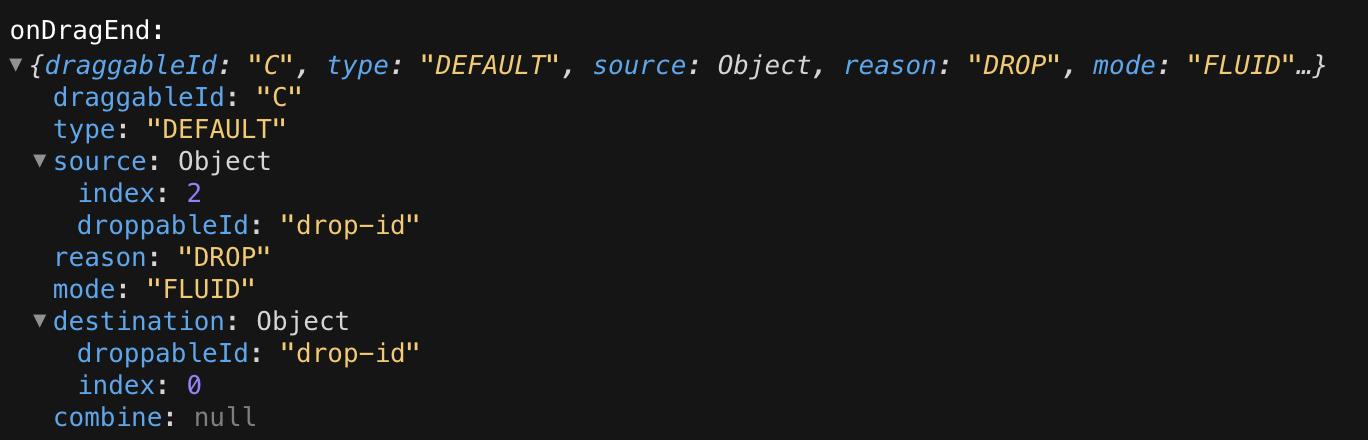 onDragEnd:
▼{draggableId: "C", type: "DEFAULT", source: Object, reason: "DROP", mode: "FLUID"…}
draggableId: "C"
type: "DEFAULT"
▼source: Object
index: 2
droppableId: "drop-id"
reason: "DROP"
mode: "FLUID"
▼destination: Object
droppableId: "drop-id"
index: 0
combine: null